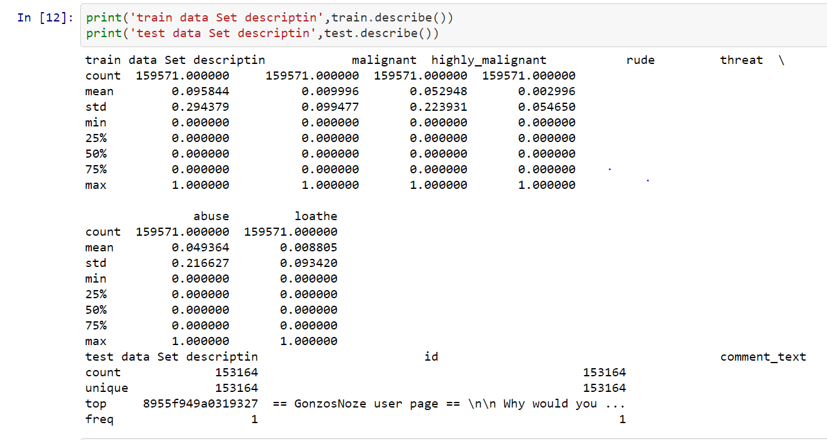 In [12]: print('train data Set descriptin',train.describe())
print('test data Set descriptin',test.describe())
train data Set descriptin malignant highly_malignant rude threat \
count 159571.000000 159571.000000 159571.000000 159571.000000
mean 0.095844 0.009996 0.052948 0.002996
std 0.294379 0.099477 0.223931 0.054650
min 0.000000 0.000000 0.000000 0.000000
25% 0.000000 0.000000 0.000000 0.000000
50% 0.000000 0.000000 0.000000 0.000000
75% 0.000000 0.000000 0.000000 0.000000
max 1.000000 1.000000 1.000000 1.000000
abuse loathe
count 159571.000000 159571.000000
mean 0.049364 0.008805
std 0.216627 0.093420
min 0.000000 0.000000
25% 0.000000 0.000000
50% 0.000000 0.000000
75% 0.000000 0.000000
max 1.000000 1.000000
test data Set descriptin id comment_text
count 153164 153164
unique 153164 153164
top 8955f949a0319327 == GonzosNoze user page == \n\n Why would you ...
freq 1 1